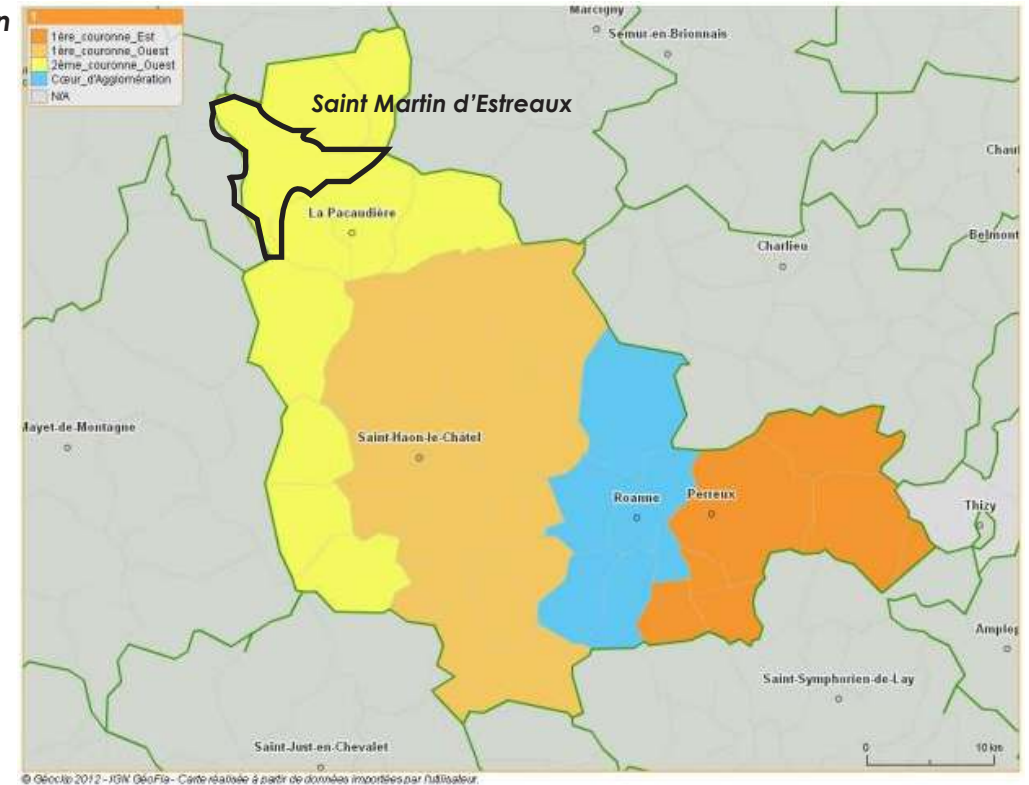 n
Marcigny
Semur-en-Brionnais
1
1ère_couronne_Est
1ère_couronne_Ouest
2ème_couronne_Ouest
Cœur_d'Agglomération
N/A
Saint Martin d'Estreaux
Chau
La Pacaudière
Belmont
Charlieu
Mayet-de-Montagne
Saint-Haon-le-Châtel
Roanne
Perreux
Thizy
Amplep
Saint-Symphorien-de-Lay
Saint-Just-en-Chevalet
0 10 km
© Géoclip 2012 - IGN GéoFla - Carte réalisée à partir de données importées par l'utilisateur.